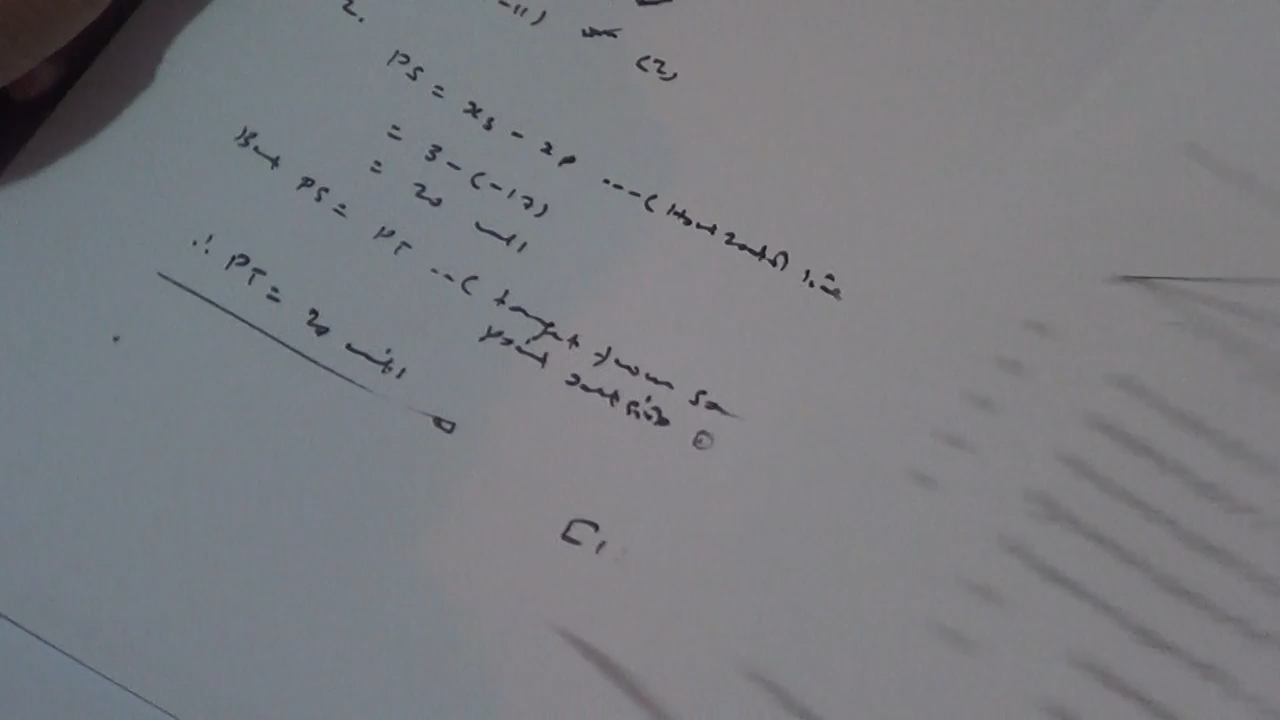 2.
-11) (2)
PS = xs - xp ---( Horizontal line
= 3 - (-17)
= 20 units
But PS = PT ---( tangent from same
point outside ⊙
∴ PT = 20 units